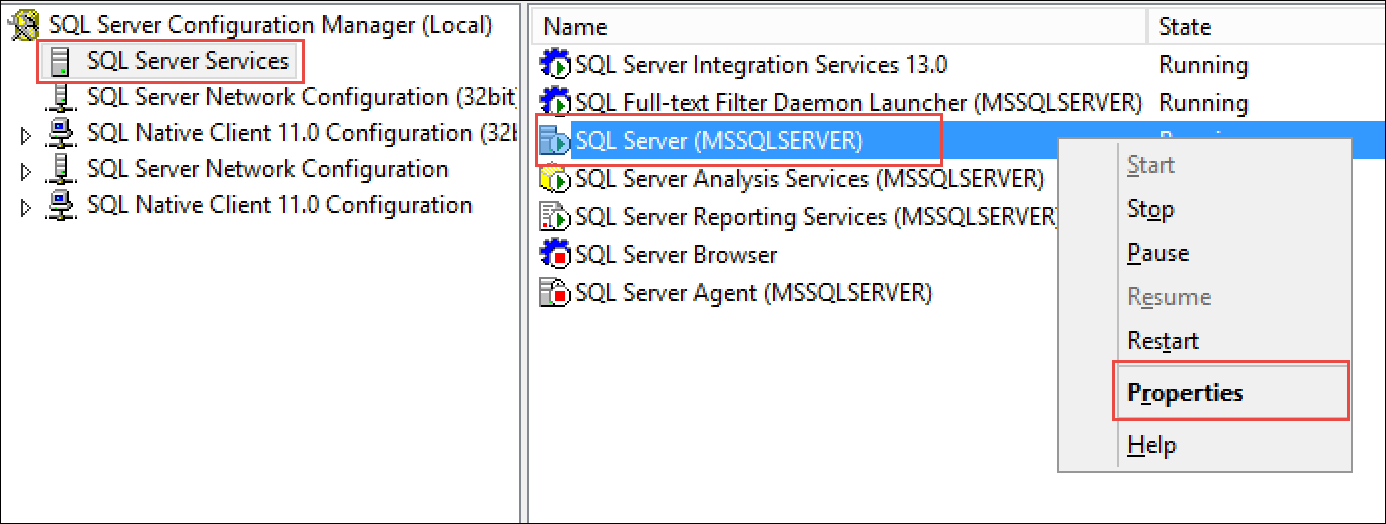 SQL Server Configuration Manager (Local)
SQL Server Services
SQL Server Network Configuration (32bit
SQL Native Client 11.0 Configuration (32b
SQL Server Network Configuration
SQL Native Client 11.0 Configuration
Name State
SQL Server Integration Services 13.0 Running
SQL Full-text Filter Daemon Launcher (MSSQLSERVER) Running
SQL Server (MSSQLSERVER)
SQL Server Analysis Services (MSSQLSERVER)
SQL Server Reporting Services (MSSQLSERVER)
SQL Server Browser
SQL Server Agent (MSSQLSERVER)
Start
Stop
Pause
Resume
Restart
Properties
Help